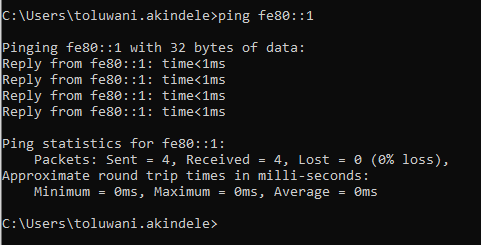 C:\Users\toluwani.akindele>ping fe80::1
Pinging fe80::1 with 32 bytes of data:
Reply from fe80::1: time<1ms
Reply from fe80::1: time<1ms
Reply from fe80::1: time<1ms
Reply from fe80::1: time<1ms
Ping statistics for fe80::1:
    Packets: Sent = 4, Received = 4, Lost = 0 (0% loss),
Approximate round trip times in milli-seconds:
    Minimum = 0ms, Maximum = 0ms, Average = 0ms
C:\Users\toluwani.akindele>